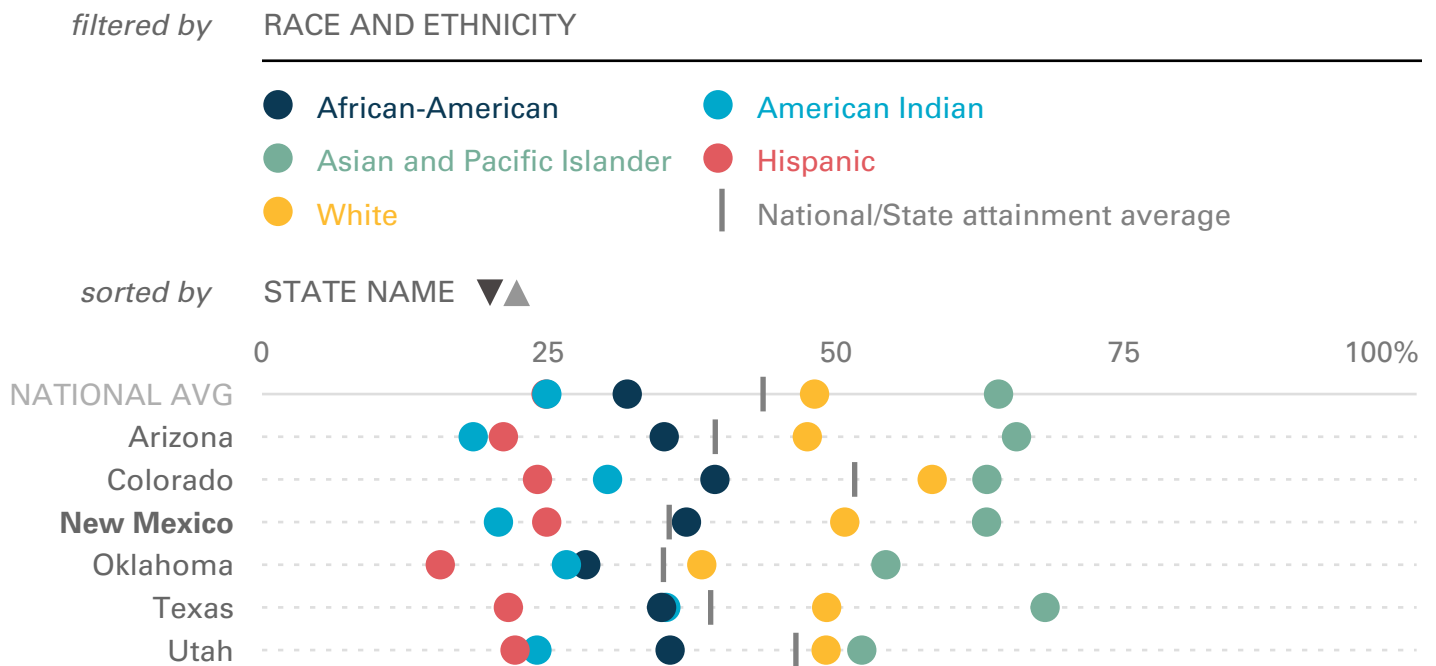 filtered by RACE AND ETHNICITY
African-American American Indian
Asian and Pacific Islander Hispanic
White National/State attainment average
sorted by STATE NAME ▼▲
0 25 50 75 100%
NATIONAL AVG
Arizona
Colorado
New Mexico
Oklahoma
Texas
Utah